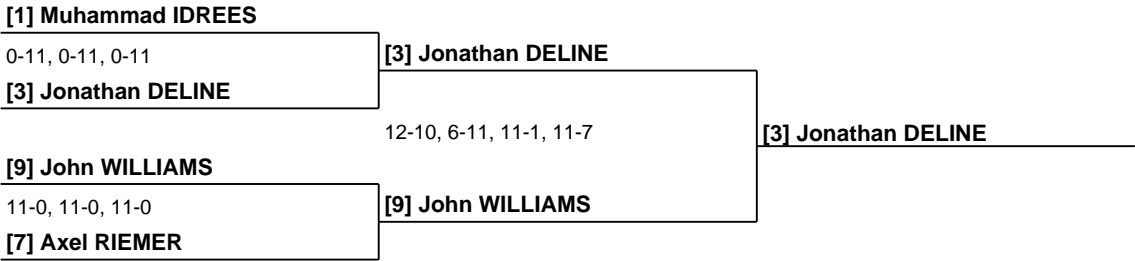 [1] Muhammad IDREES
0-11, 0-11, 0-11
[3] Jonathan DELINE
[3] Jonathan DELINE
12-10, 6-11, 11-1, 11-7
[3] Jonathan DELINE
[9] John WILLIAMS
11-0, 11-0, 11-0
[9] John WILLIAMS
[7] Axel RIEMER